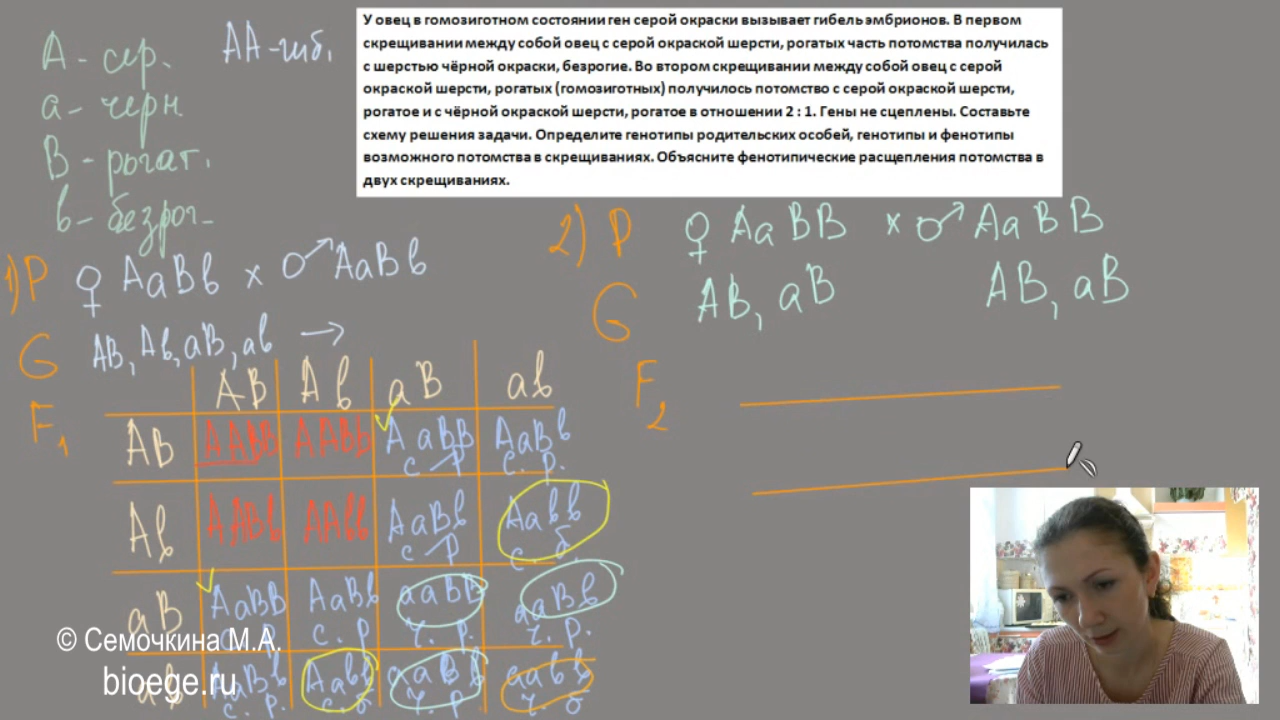 У овец в гомозиготном состоянии ген серой окраски вызывает гибель эмбрионов. В первом
скрещивании между собой овец с серой окраской шерсти, рогатых часть потомства получилась
с шерстью чёрной окраски, безрогие. Во втором скрещивании между собой овец с серой
окраской шерсти, рогатых (гомозиготных) получилось потомство с серой окраской шерсти,
рогатое и с чёрной окраской шерсти, рогатое в отношении 2 : 1. Гены не сцеплены. Составьте
схему решения задачи. Определите генотипы родительских особей, генотипы и фенотипы
возможного потомства в скрещиваниях. Объясните фенотипические расщепления потомства в
двух скрещиваниях.
А - сер. АА - гиб.
а - черн.
В - рогат.
в - безрог -
1) Р ♀ АаВв х ♂ АаВв
G АВ, Ав, аВ, ав →
F1
АВ Ав аВ ав
АВ ААВВ ААВв АаВВ АаВв
с. р с. р.
Ав ААВв ААвв АаВв Аавв
с р с. б.
аВ АаВВ АаВв ааВВ ааВв
с. р. с. р ч. р. ч. р.
ав АаВв Аавв ааВв аавв
с. р. с. б ч. р ч. б
2) Р ♀ АаВВ х ♂ АаВВ
G АВ, аВ АВ, аВ
F2
© Семочкина М.А.
bioege.ru